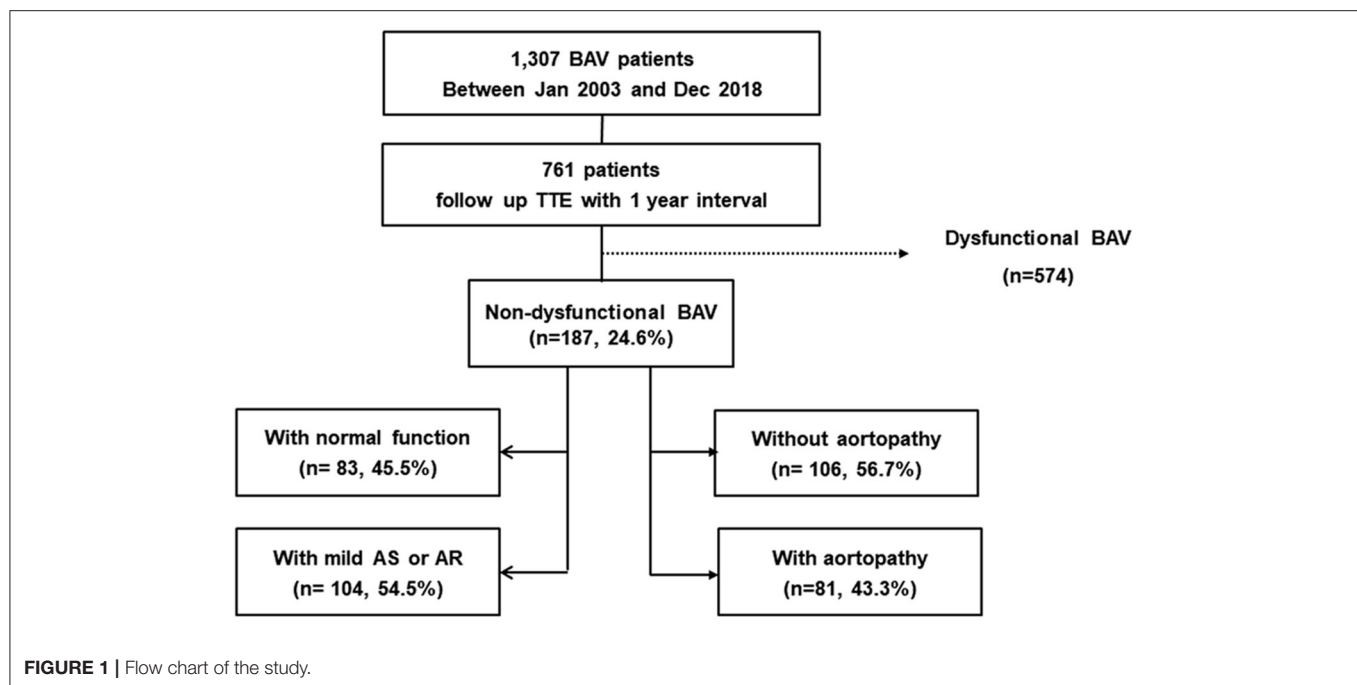 1,307 BAV patients
Between Jan 2003 and Dec 2018
761 patients
follow up TTE with 1 year interval
Dysfunctional BAV
(n=574)
Non-dysfunctional BAV
(n=187, 24.6%)
With normal function
(n= 83, 45.5%)
Without aortopathy
(n= 106, 56.7%)
With mild AS or AR
(n= 104, 54.5%)
With aortopathy
(n=81, 43.3%)
FIGURE 1 | Flow chart of the study.